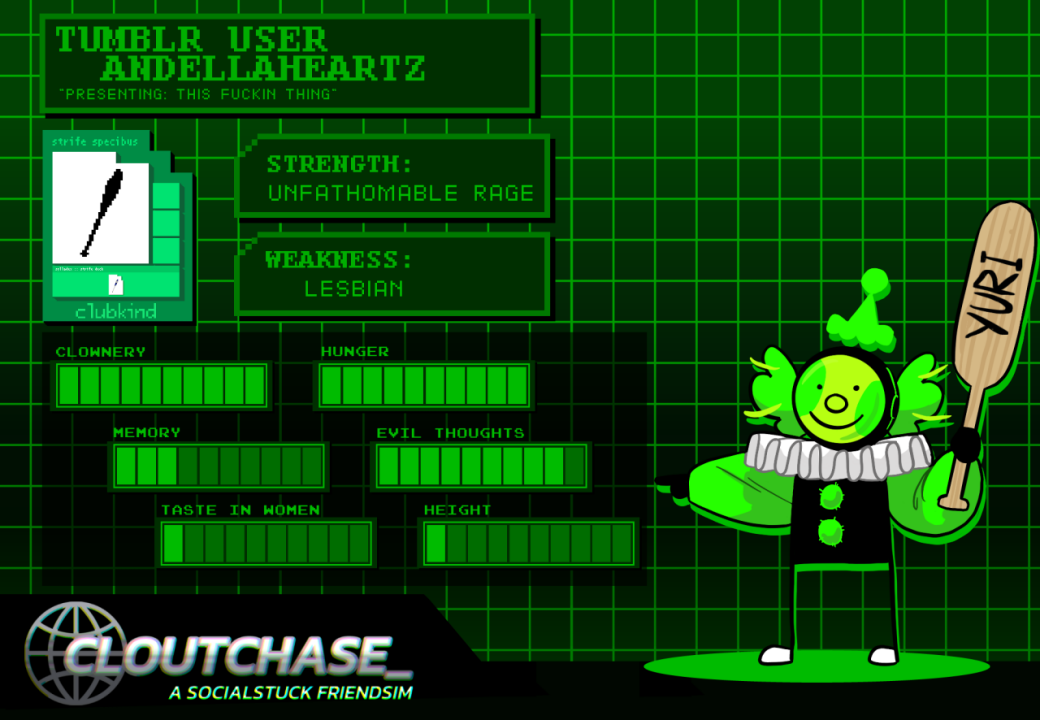 TUMBLR USER
ANDELLAHEARTZ
"PRESENTING: THIS FUCKIN THING"
strife specibus
clubkind
STRENGTH:
UNFATHOMABLE RAGE
WEAKNESS:
LESBIAN
CLOWNERY
HUNGER
MEMORY
EVIL THOUGHTS
TASTE IN WOMEN
HEIGHT
YURI
CLOUTCHASE_
A SOCIALSTUCK FRIENDSIM